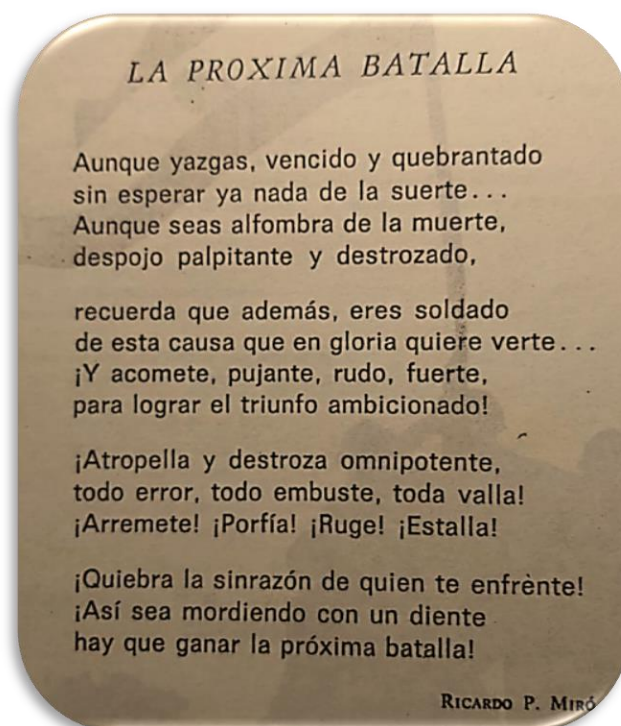 LA PROXIMA BATALLA
Aunque yazgas, vencido y quebrantado
sin esperar ya nada de la suerte...
Aunque seas alfombra de la muerte,
despojo palpitante y destrozado,
recuerda que además, eres soldado
de esta causa que en gloria quiere verte...
¡Y acomete, pujante, rudo, fuerte,
para lograr el triunfo ambicionado!
¡Atropella y destroza omnipotente,
todo error, todo embuste, toda valla!
¡Arremete! ¡Porfía! ¡Ruge! ¡Estalla!
¡Quiebra la sinrazón de quien te enfrènte!
¡Así sea mordiendo con un diente
hay que ganar la próxima batalla!
RICARDO P. MIRÓ